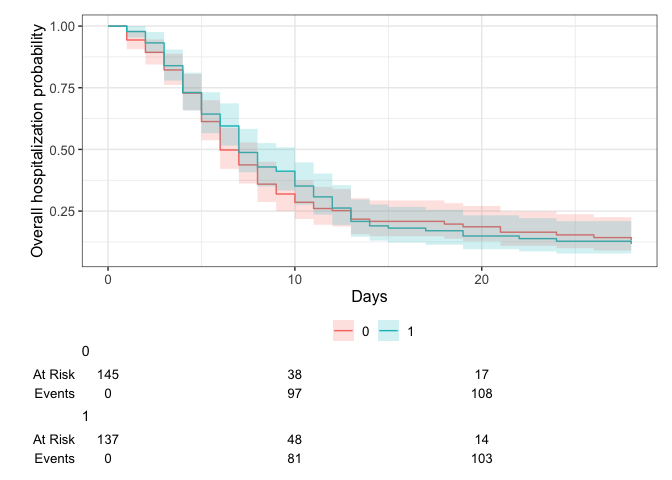 Overall hospitalization probability
1.00
0.75
0.50
0.25
0 10 20
Days
0 1
0
At Risk 145 38 17
Events 0 97 108
1
At Risk 137 48 14
Events 0 81 103